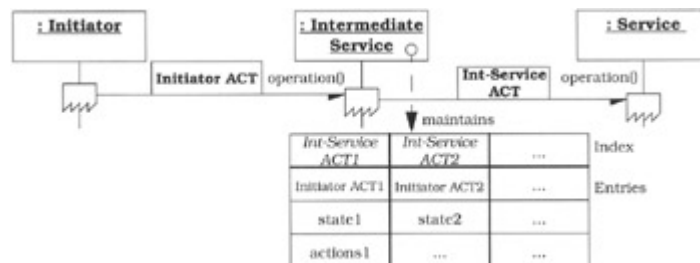 : Initiator
: Intermediate
Service
: Service
Initiator ACT
operation()
Int-Service
ACT
operation()
maintains
Int-Service
ACT1
Int-Service
ACT2
...
Index
Initiator ACT1
Initiator ACT2
...
Entries
state1
state2
...
actions1
...
...